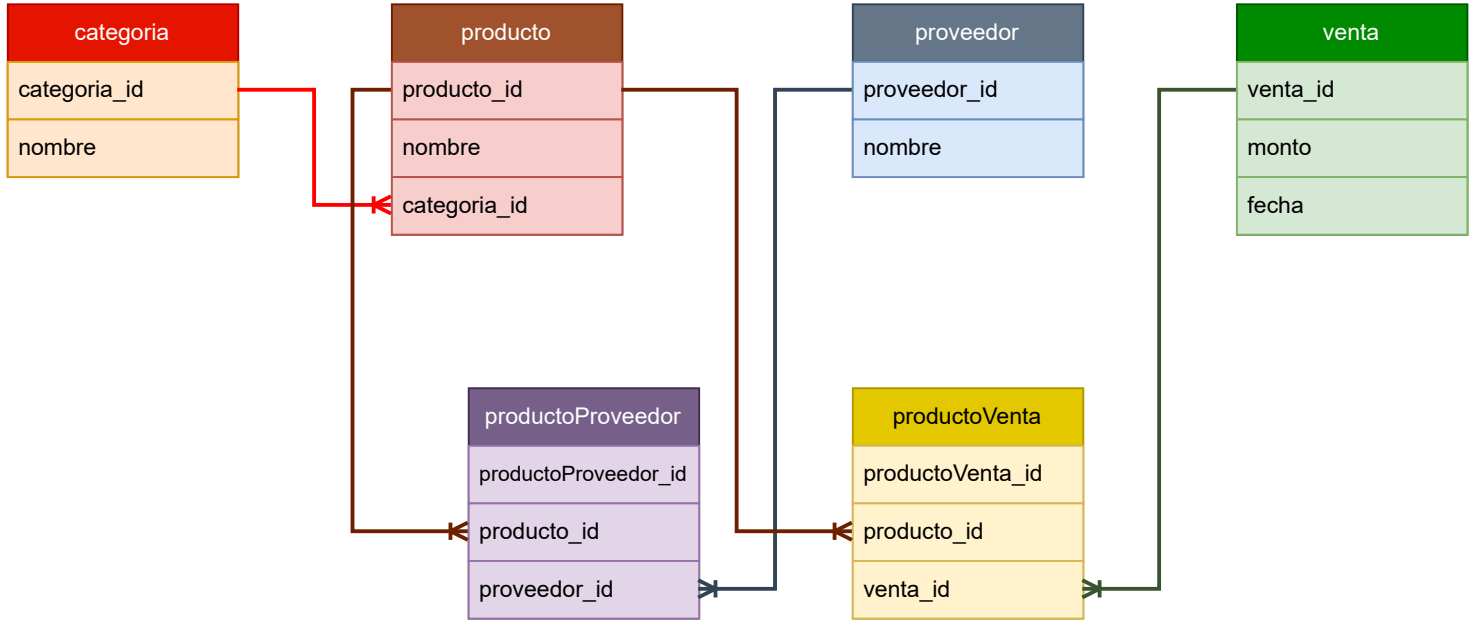 categoria
categoria_id
nombre
producto
producto_id
nombre
categoria_id
proveedor
proveedor_id
nombre
venta
venta_id
monto
fecha
productoProveedor
productoProveedor_id
producto_id
proveedor_id
productoVenta
productoVenta_id
producto_id
venta_id